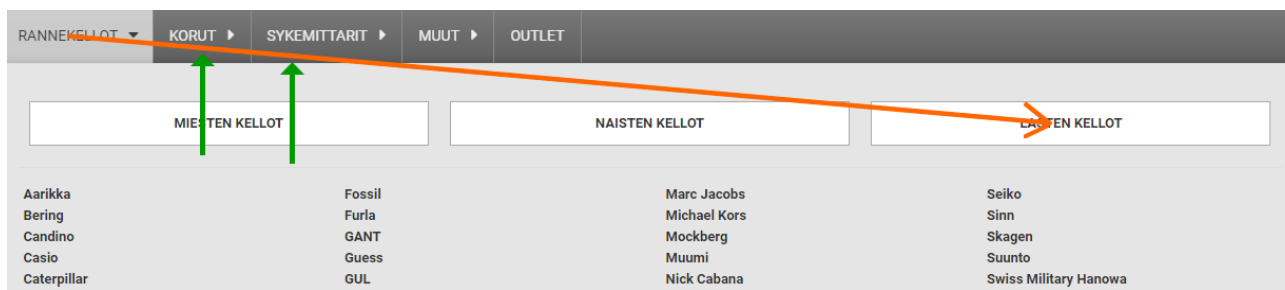 RANNEKELLOT KORUT SYKEMITTARIT MUUT OUTLET
MIESTEN KELLOT NAISTEN KELLOT LASTEN KELLOT
Aarikka Fossil Marc Jacobs Seiko
Bering Furla Michael Kors Sinn
Candino GANT Mockberg Skagen
Casio Guess Muumi Suunto
Caterpillar GUL Nick Cabana Swiss Military Hanowa